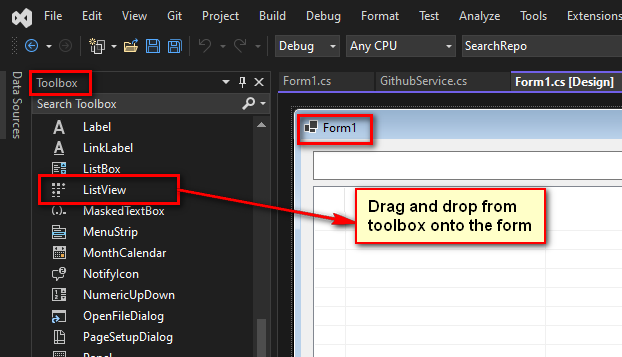 File Edit View Git Project Build Debug Format Test Analyze Tools Extensions
Debug Any CPU SearchRepo
Data Sources
Toolbox
Form1.cs GithubService.cs Form1.cs [Design]
Search Toolbox
Label
LinkLabel
ListBox
ListView
MaskedTextBox
MenuStrip
MonthCalendar
NotifyIcon
NumericUpDown
OpenFileDialog
PageSetupDialog
Form1
Drag and drop from
toolbox onto the form